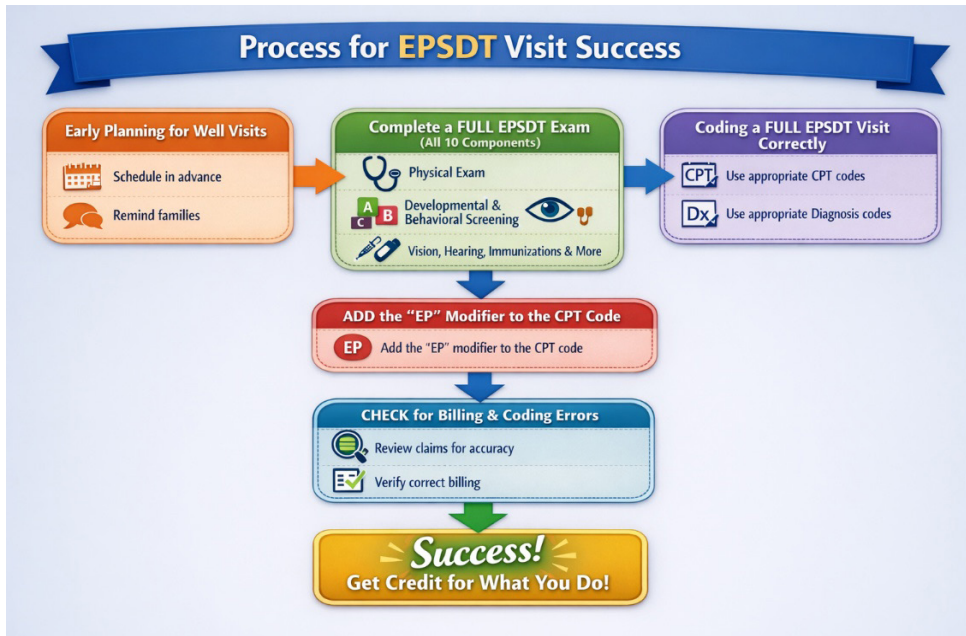 Process for EPSDT Visit Success
Early Planning for Well Visits
Schedule in advance
Remind families
Complete a FULL EPSDT Exam
(All 10 Components)
Physical Exam
A
B
C
Developmental &
Behavioral Screening
Vision, Hearing, Immunizations & More
Coding a FULL EPSDT Visit
Correctly
CPT
Use appropriate CPT codes
Dx
Use appropriate Diagnosis codes
ADD the “EP” Modifier to the CPT Code
EP
Add the “EP” modifier to the CPT code
CHECK for Billing & Coding Errors
Review claims for accuracy
Verify correct billing
Success!
Get Credit for What You Do!